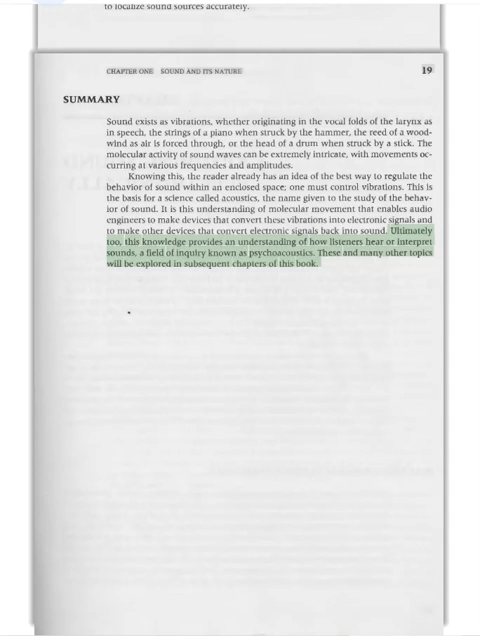 to localize sound sources accurately.
CHAPTER ONE SOUND AND ITS NATURE 19
SUMMARY
Sound exists as vibrations, whether originating in the vocal folds of the larynx as
in speech, the strings of a piano when struck by the hammer, the reed of a wood-
wind as air is forced through, or the head of a drum when struck by a stick. The
molecular activity of sound waves can be extremely intricate, with movements oc-
curring at various frequencies and amplitudes.
Knowing this, the reader already has an idea of the best way to regulate the
behavior of sound within an enclosed space; one must control vibrations. This is
the basis for a science called acoustics, the name given to the study of the behav-
ior of sound. It is this understanding of molecular movement that enables audio
engineers to make devices that convert these vibrations into electronic signals and
to make other devices that convert electronic signals back into sound. Ultimately
too, this knowledge provides an understanding of how listeners hear or interpret
sounds, a field of inquiry known as psychoacoustics. These and many other topics
will be explored in subsequent chapters of this book.